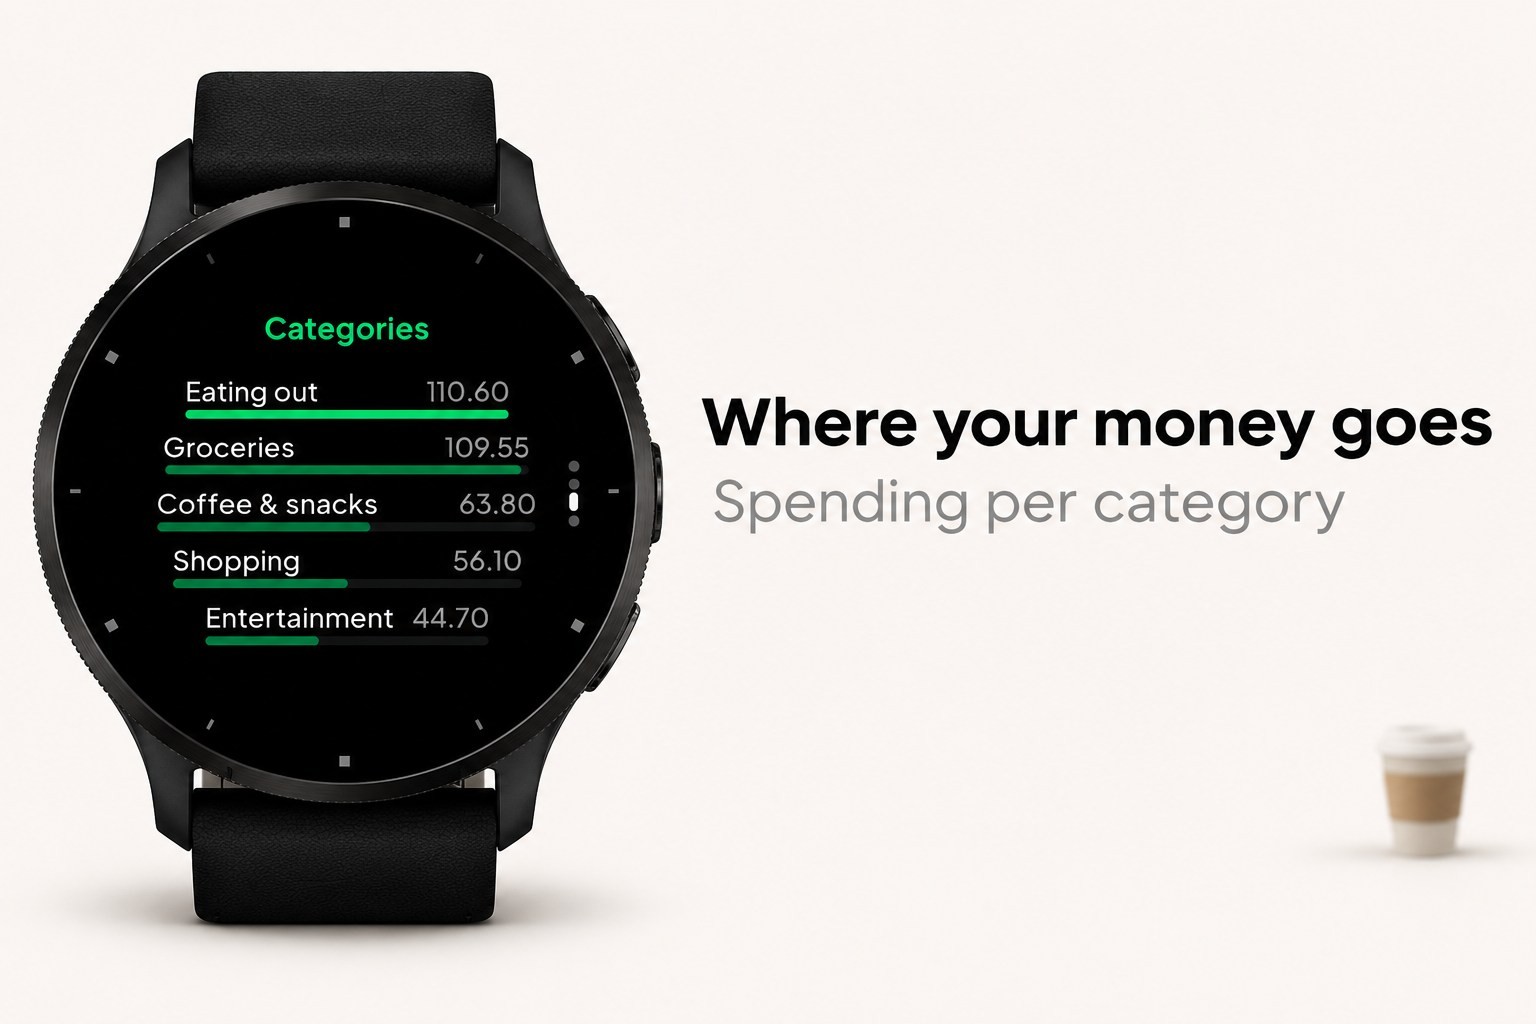 Categories
Eating out 110.60
Groceries 109.55
Coffee & snacks 63.80
Shopping 56.10
Entertainment 44.70
Where your money goes
Spending per category